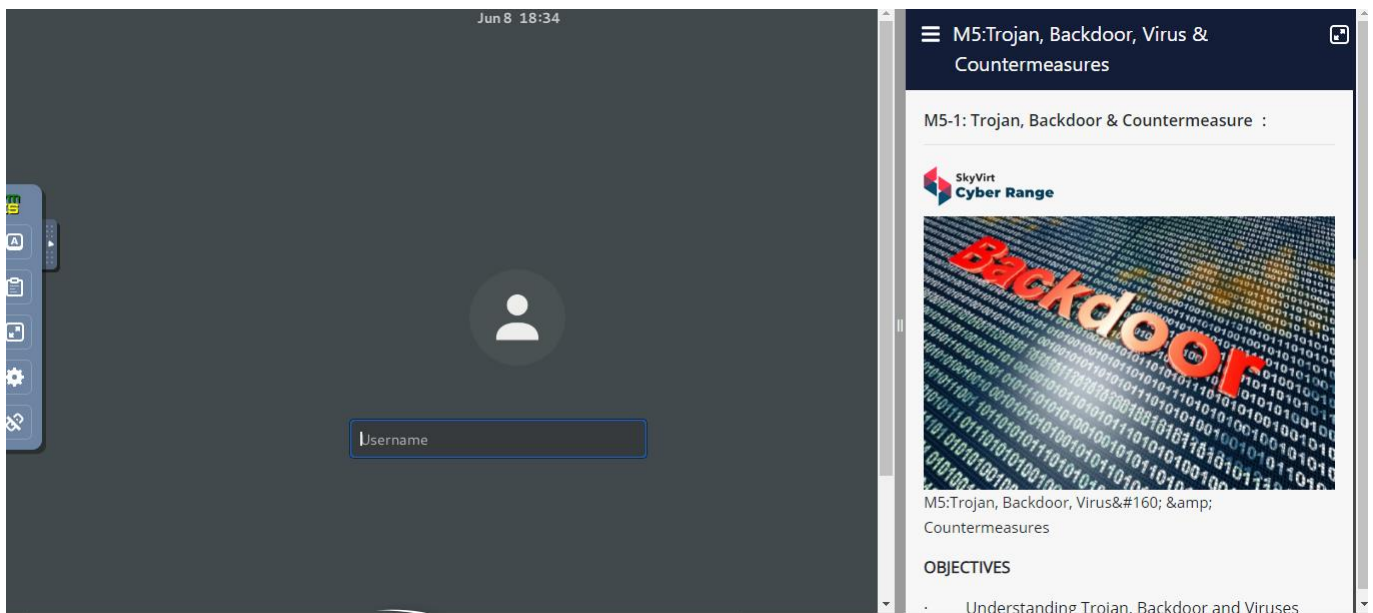 Jun 8 18:34
Username
M5:Trojan, Backdoor, Virus &
Countermeasures
M5-1: Trojan, Backdoor & Countermeasure :
SkyVirt
Cyber Range
Backdoor
M5:Trojan, Backdoor, Virus&#160; &amp;
Countermeasures
OBJECTIVES
· Understanding Trojan, Backdoor and Viruses